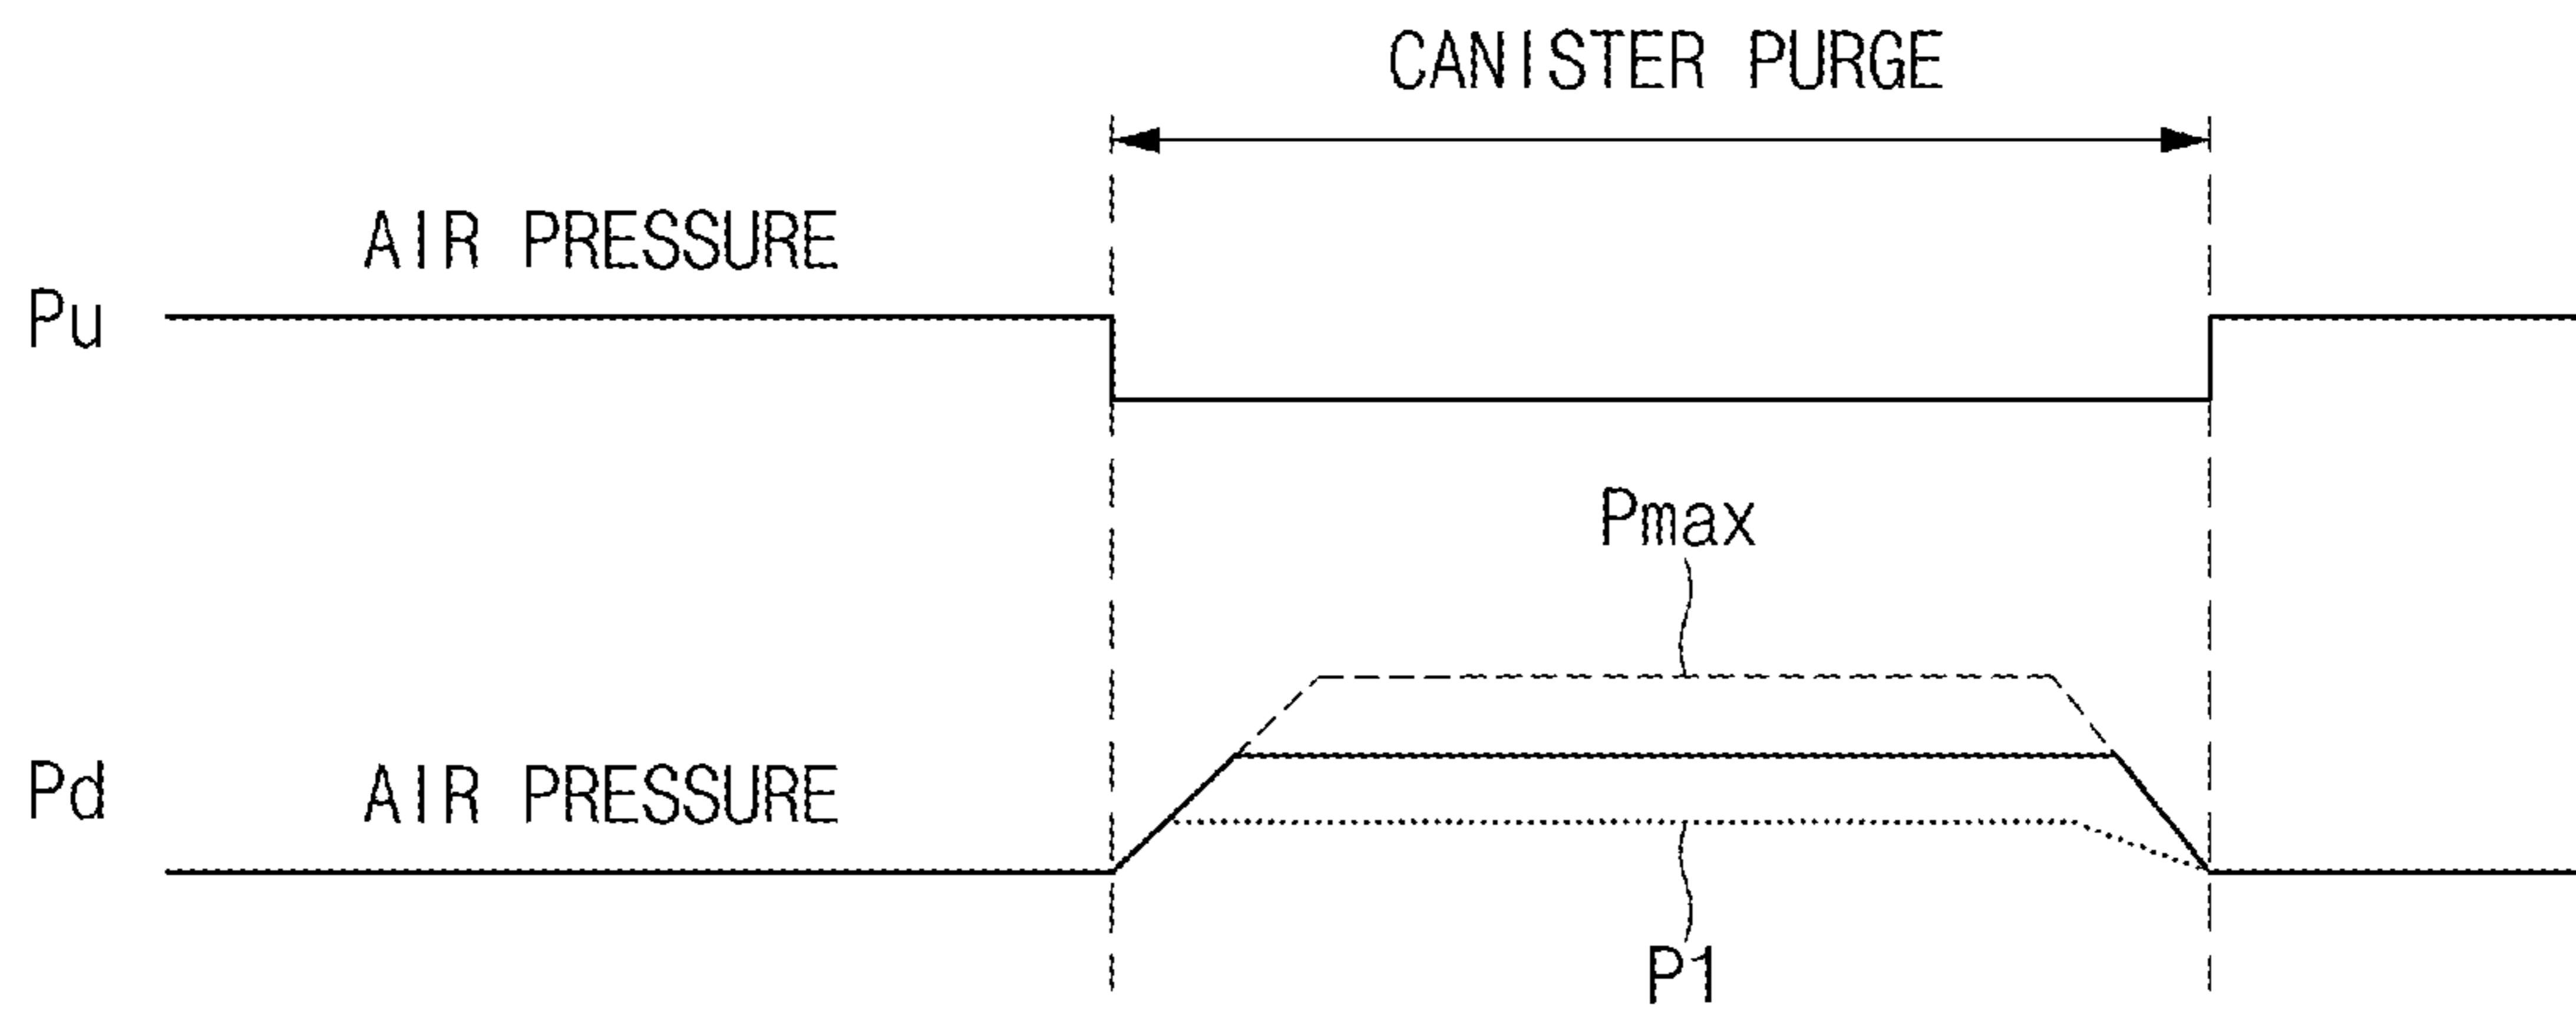 CANISTER PURGE
AIR PRESSURE
Pu
Pmax
Pd
AIR PRESSURE
P1